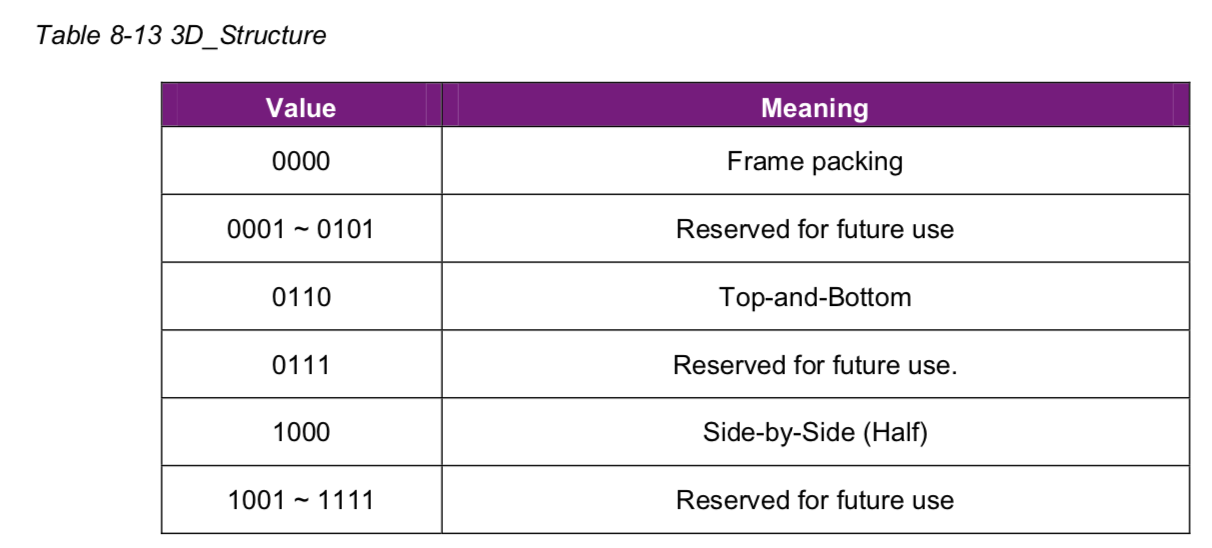 Table 8-13 3D_Structure
Value Meaning
0000 Frame packing
0001 ~ 0101 Reserved for future use
0110 Top-and-Bottom
0111 Reserved for future use.
1000 Side-by-Side (Half)
1001 ~ 1111 Reserved for future use